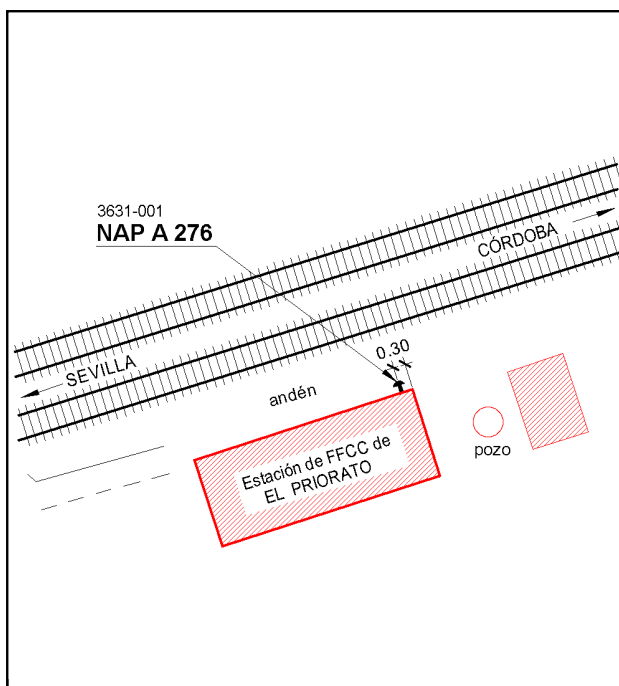 3631-001
NAP A 276
CÓRDOBA
SEVILLA
0.30
andén
Estación de FFCC de
EL PRIORATO
pozo